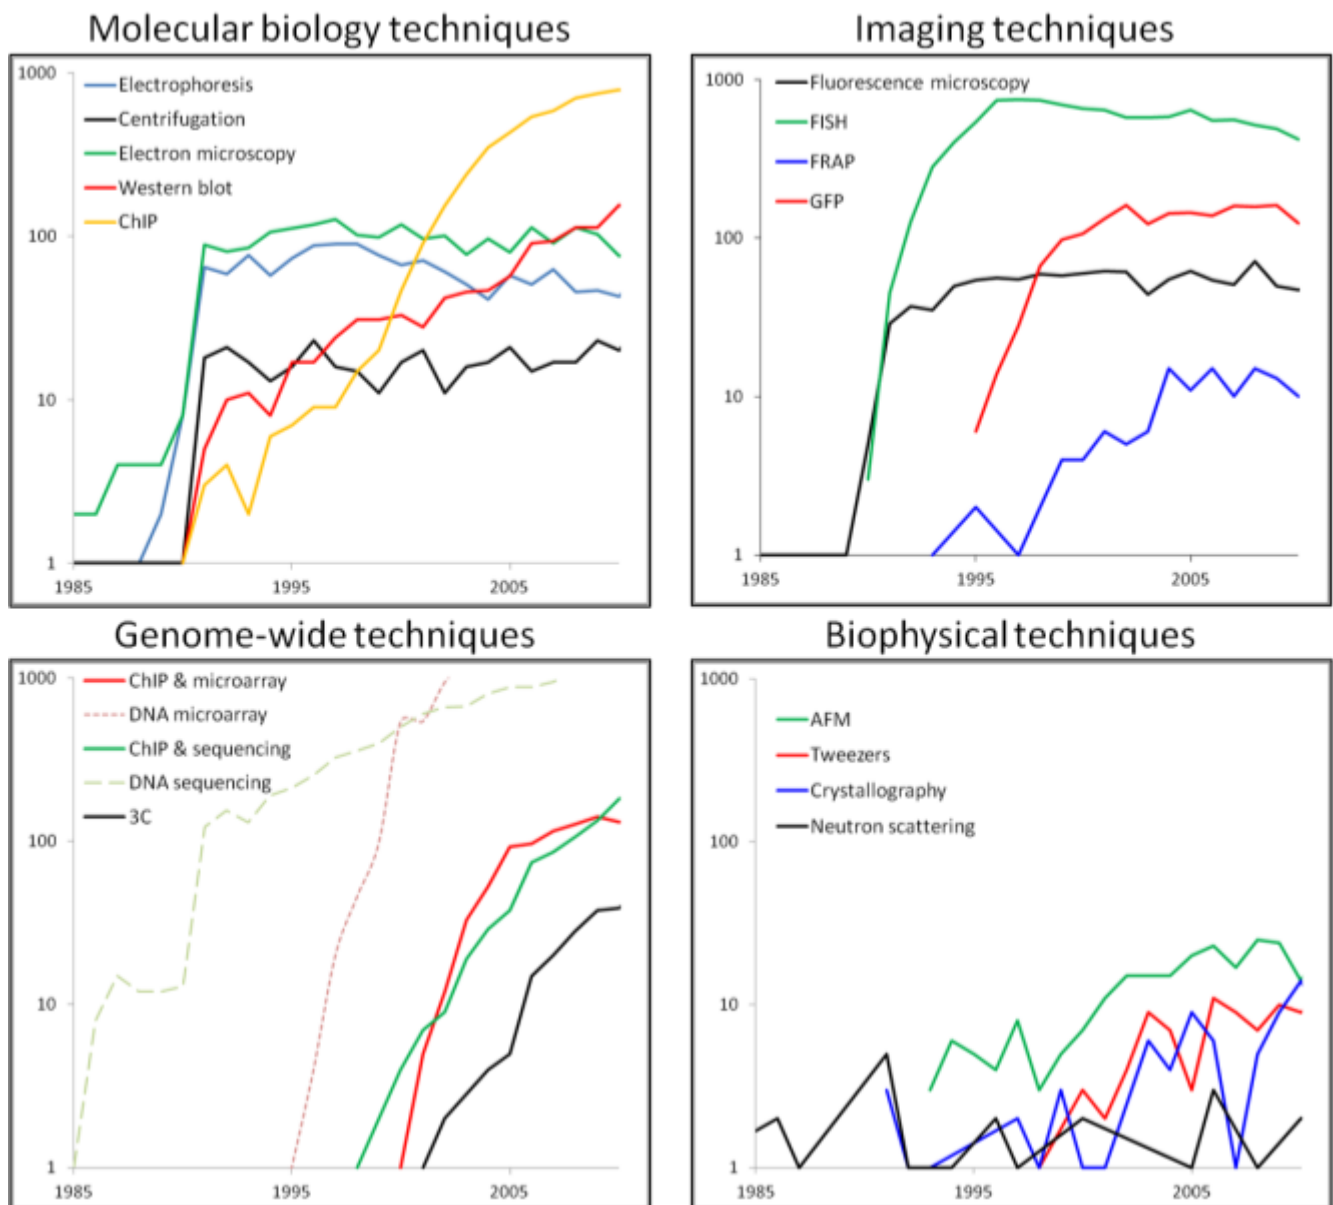 Molecular biology techniques
1000
100
10
1
1985
1995
2005
Electrophoresis
Centrifugation
Electron microscopy
Western blot
ChIP
Imaging techniques
1000
100
10
1
1985
1995
2005
Fluorescence microscopy
FISH
FRAP
GFP
Genome-wide techniques
1000
100
10
1
1985
1995
2005
ChIP & microarray
DNA microarray
ChIP & sequencing
DNA sequencing
3C
Biophysical techniques
1000
100
10
1
1985
1995
2005
AFM
Tweezers
Crystallography
Neutron scattering